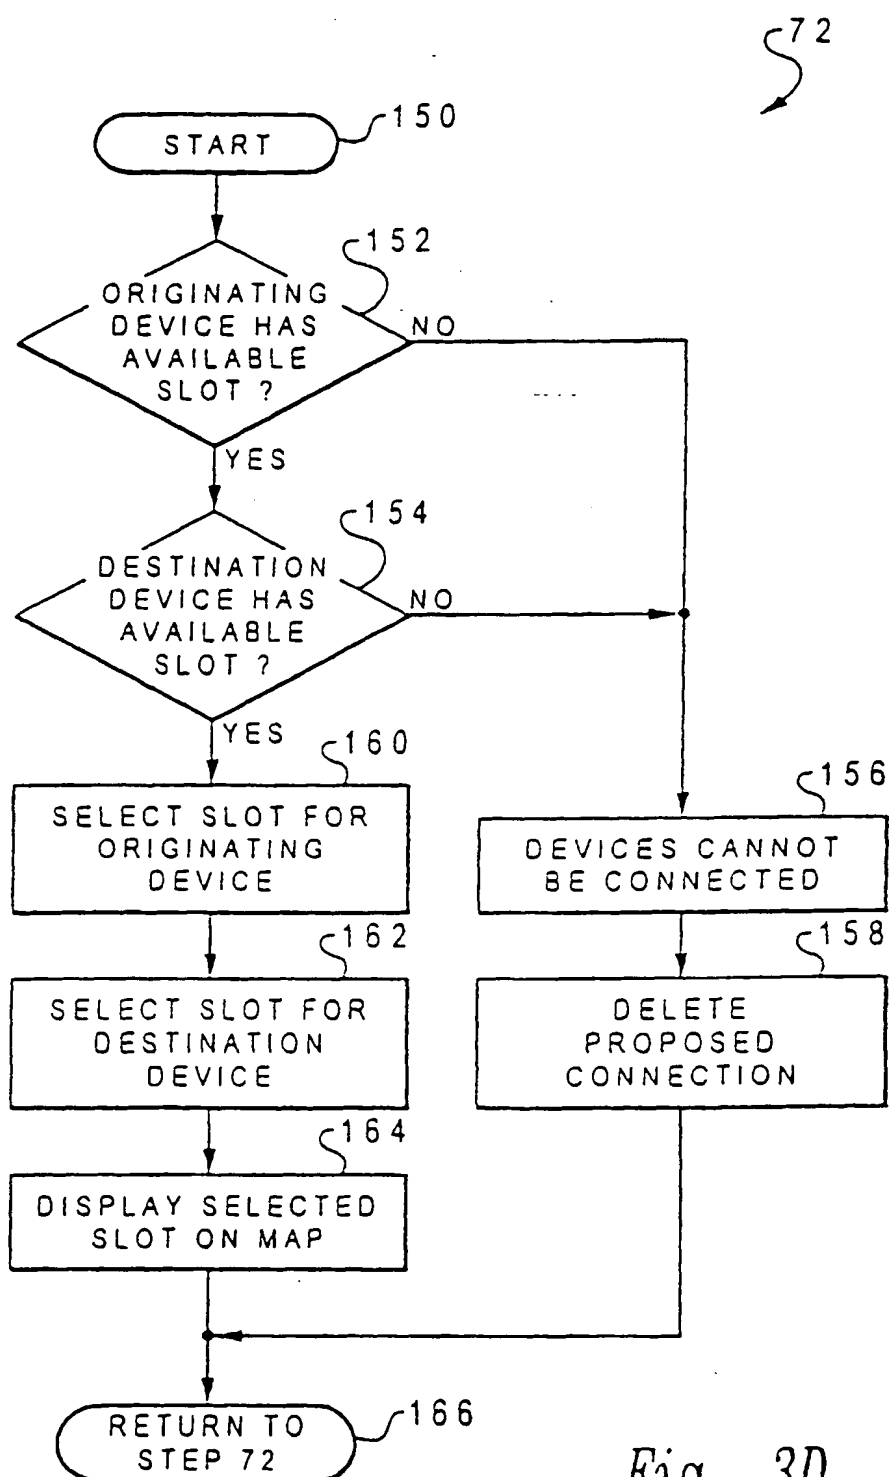 72
150
START
152
ORIGINATING
DEVICE HAS
AVAILABLE
SLOT ?
NO
YES
154
DESTINATION
DEVICE HAS
AVAILABLE
SLOT ?
NO
YES
160
SELECT SLOT FOR
ORIGINATING
DEVICE
156
DEVICES CANNOT
BE CONNECTED
162
SELECT SLOT FOR
DESTINATION
DEVICE
158
DELETE
PROPOSED
CONNECTION
164
DISPLAY SELECTED
SLOT ON MAP
166
RETURN TO
STEP 72
Fig. 3D